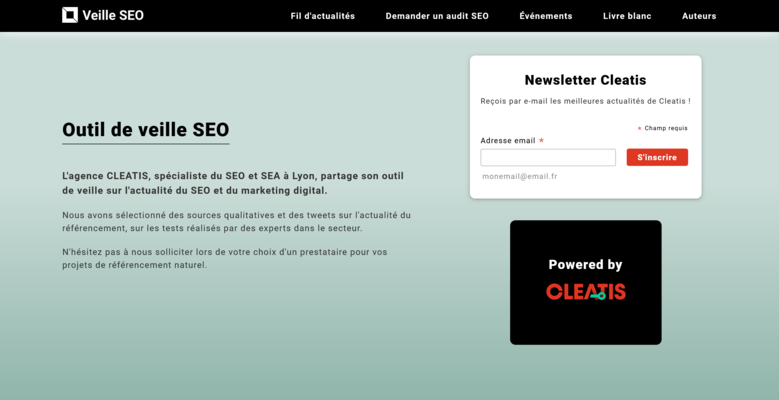 Veille SEO
Fil d'actualités
Demander un audit SEO
Événements
Livre blanc
Auteurs
Outil de veille SEO
L'agence CLEATIS, spécialiste du SEO et SEA à Lyon, partage son outil
de veille sur l'actualité du SEO et du marketing digital.
Nous avons sélectionné des sources qualitatives et des tweets sur l'actualité du
référencement, sur les tests réalisés par des experts dans le secteur.
N'hésitez pas à nous solliciter lors de votre choix d'un prestataire pour vos
projets de référencement naturel.
Newsletter Cleatis
Reçois par e-mail les meilleures actualités de Cleatis !
* Champ requis
Adresse email *
S'inscrire
monemail@email.fr
Powered by
CLEATIS